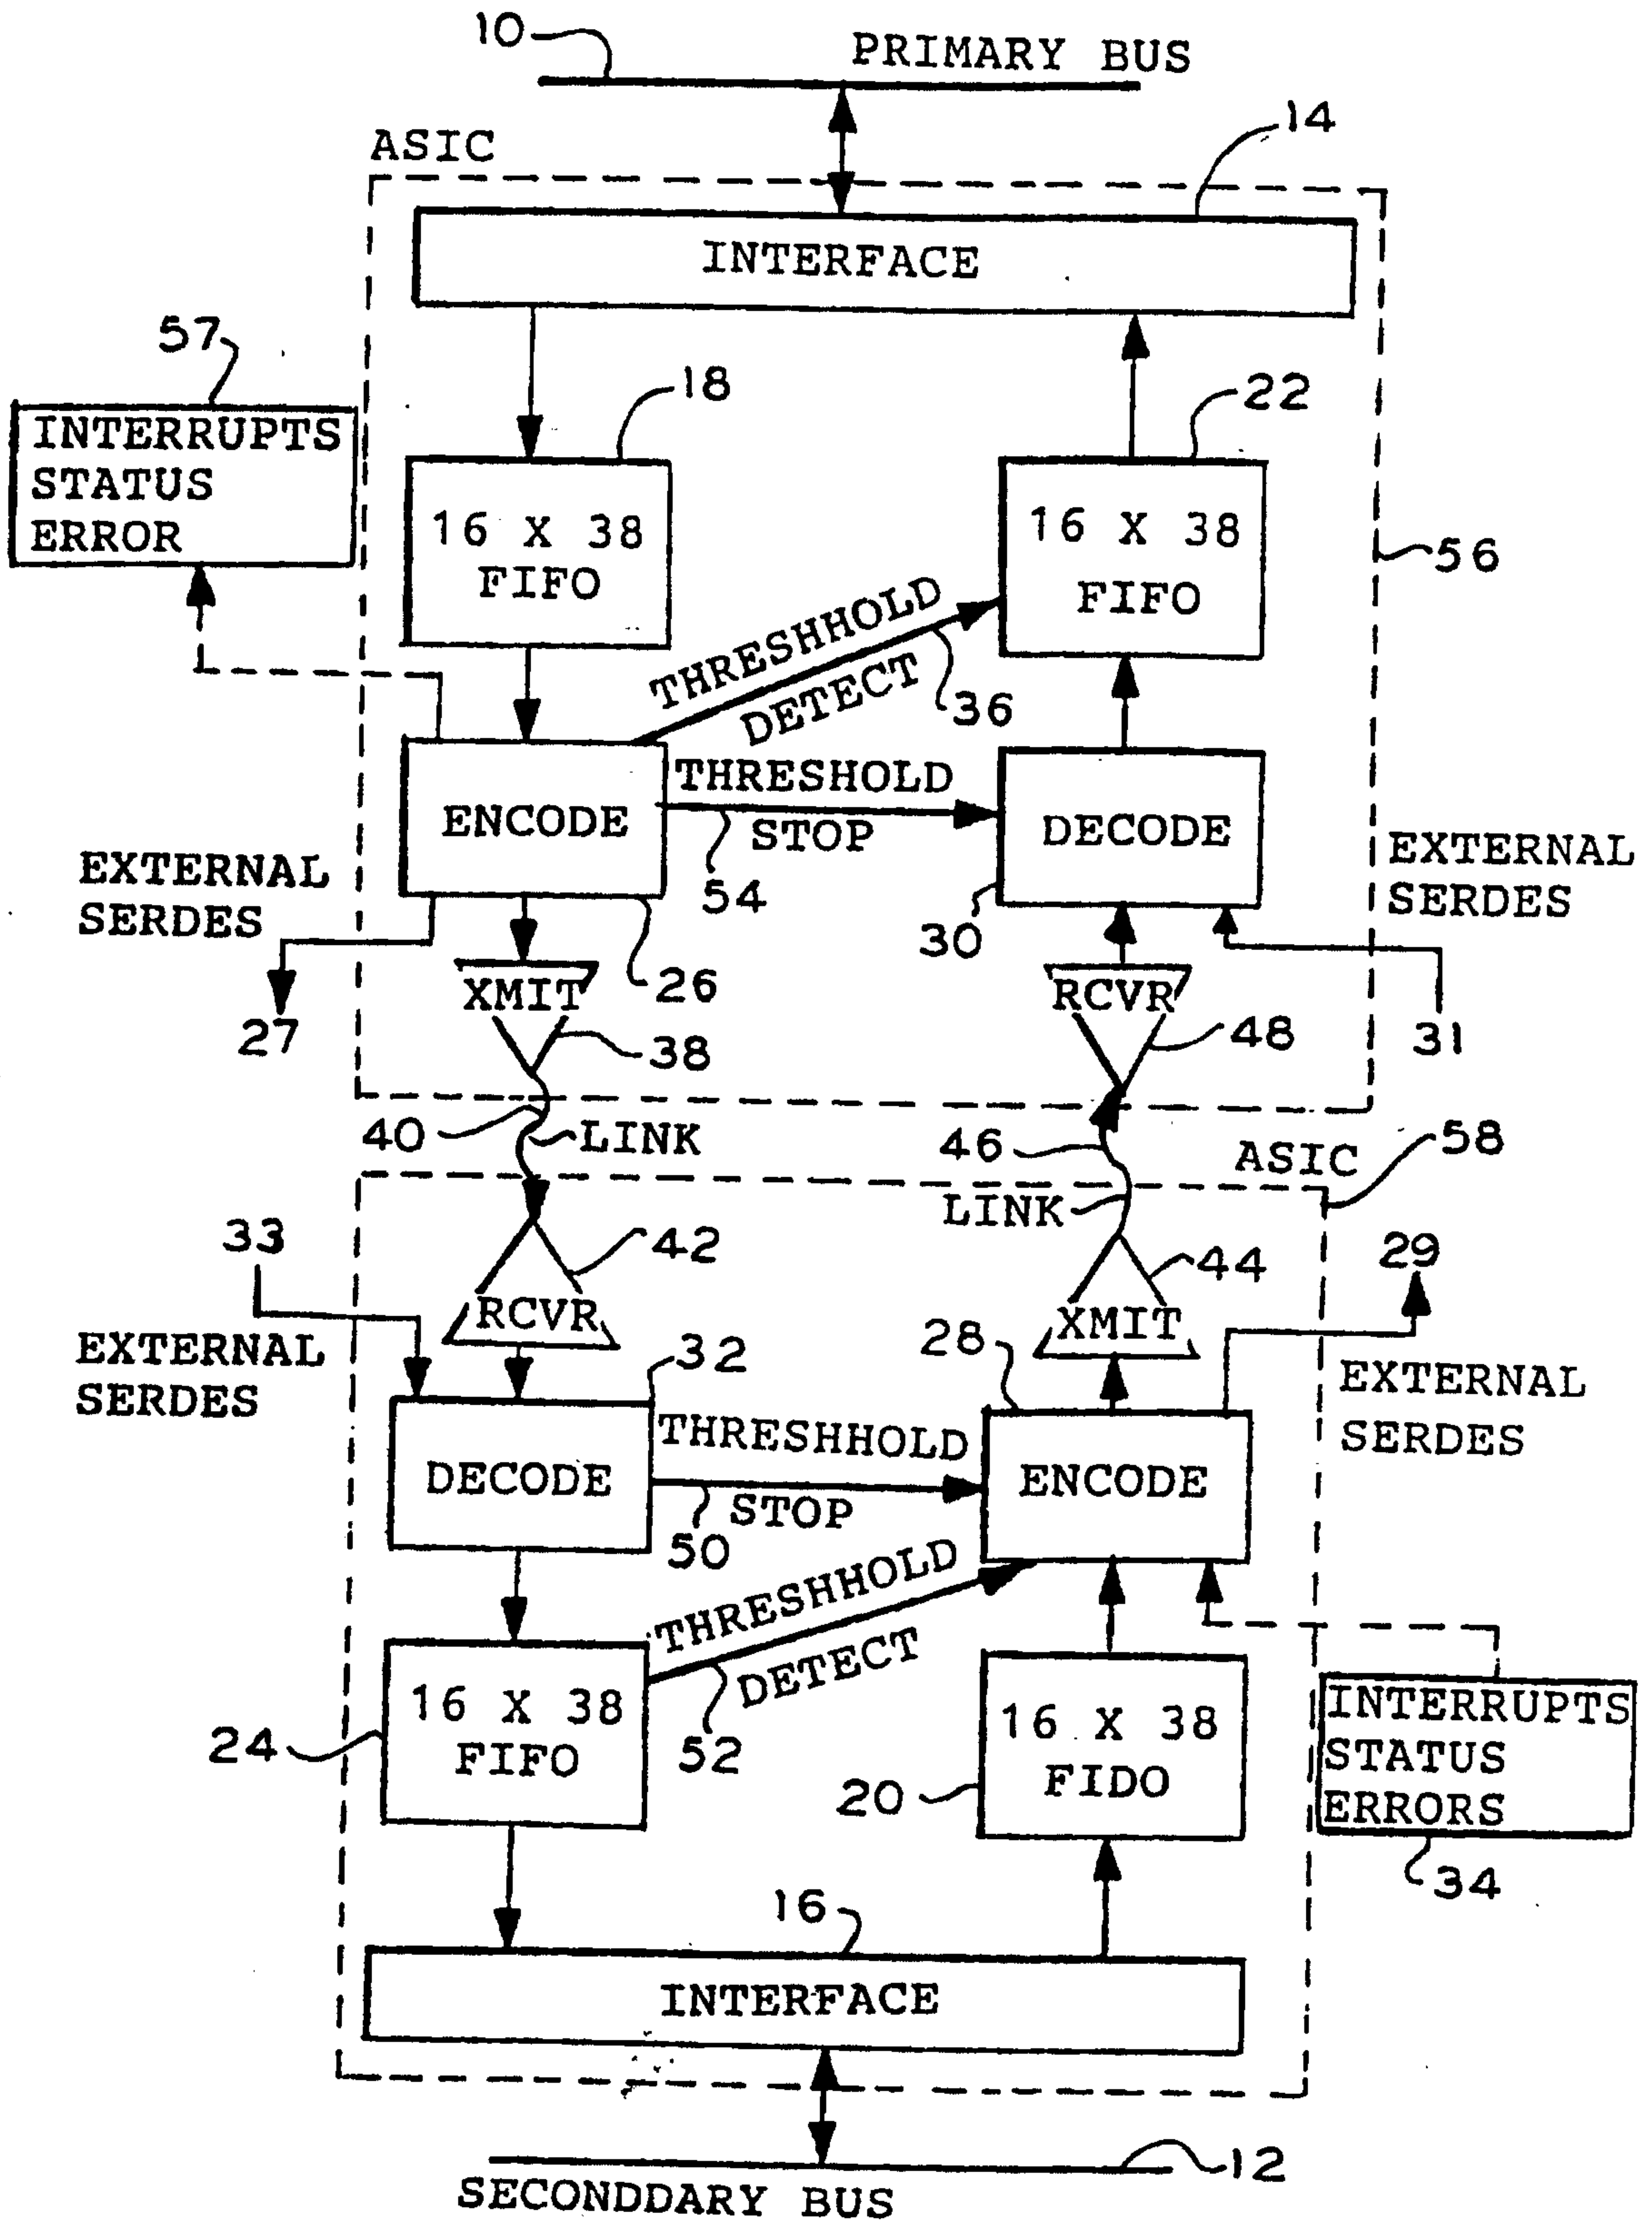 10
PRIMARY BUS
ASIC
14
INTERFACE
57
INTERRUPTS
STATUS
ERROR
18
22
16 X 38
FIFO
16 X 38
FIFO
56
THRESHHOLD
DETECT
36
ENCODE
THRESHOLD
STOP
54
DECODE
EXTERNAL
SERDES
27
26
30
EXTERNAL
SERDES
31
XMIT
38
RCVR
48
40
LINK
46
LINK
ASIC
58
33
EXTERNAL
SERDES
42
RCVR
44
XMIT
29
EXTERNAL
SERDES
32
28
DECODE
THRESHHOLD
STOP
50
ENCODE
THRESHHOLD
DETECT
52
24
16 X 38
FIFO
20
16 X 38
FIDO
INTERRUPTS
STATUS
ERRORS
34
16
INTERFACE
12
SECONDDARY BUS